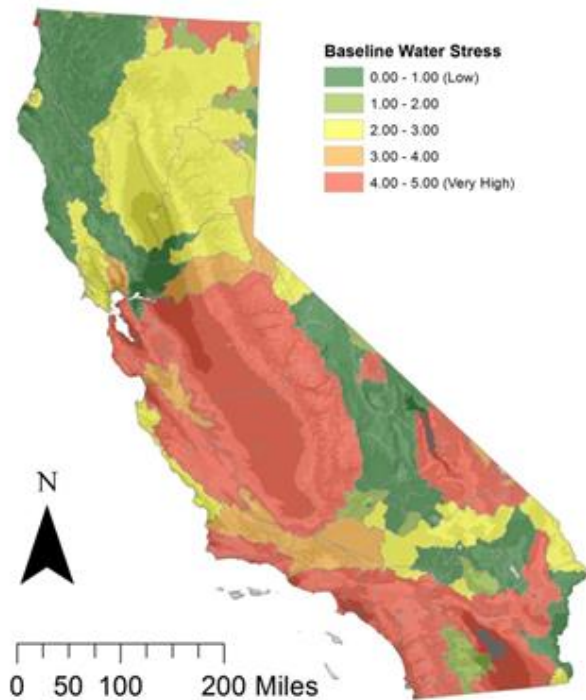 Baseline Water Stress
0.00 - 1.00 (Low)
1.00 - 2.00
2.00 - 3.00
3.00 - 4.00
4.00 - 5.00 (Very High)
N
0 50 100 200 Miles